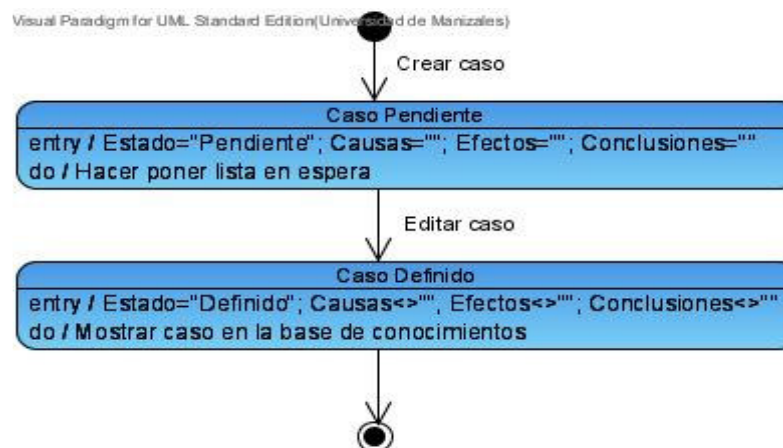 Visual Paradigm for UML Standard Edition(Universidad de Manizales)
Crear caso
Caso Pendiente
entry / Estado="Pendiente"; Causas=""; Efectos=""; Conclusiones=""
do / Hacer poner lista en espera
Editar caso
Caso Definido
entry / Estado="Definido"; Causas<>"", Efectos<>""; Conclusiones<>""
do / Mostrar caso en la base de conocimientos